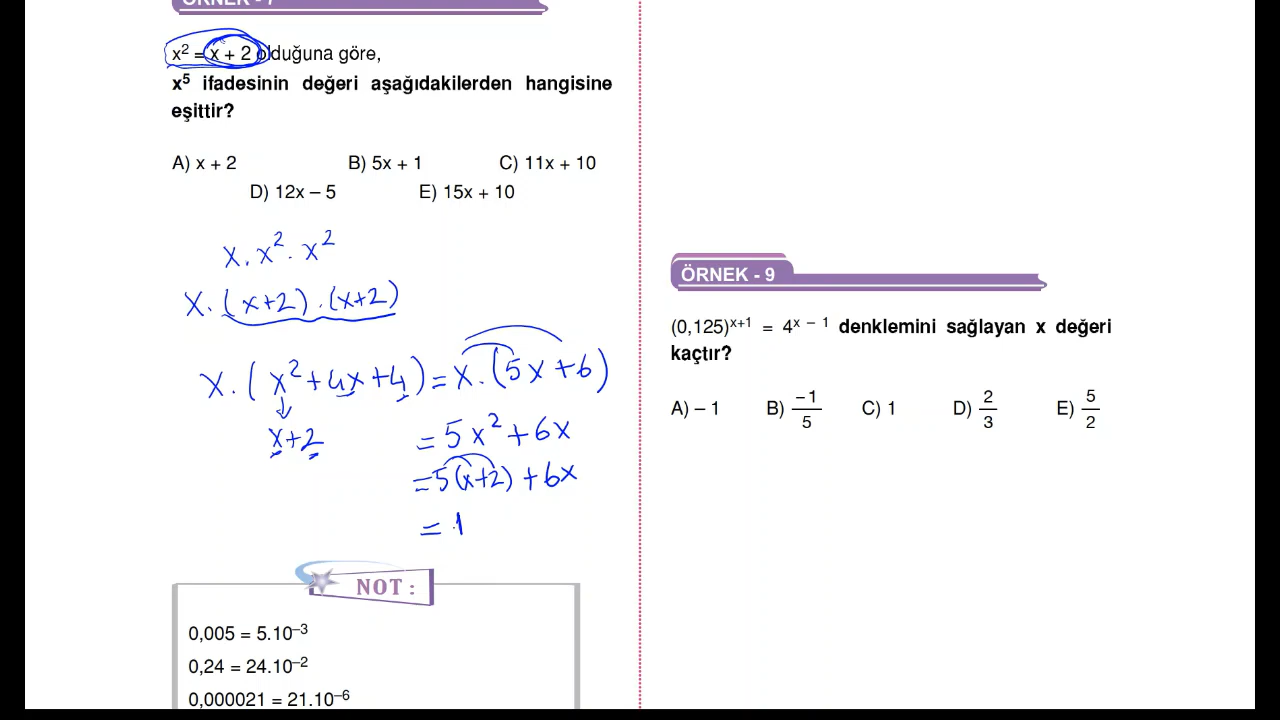 ÖRNEK - 7
x² = x + 2 olduğuna göre,
x⁵ ifadesinin değeri aşağıdakilerden hangisine
eşittir?
A) x + 2 B) 5x + 1 C) 11x + 10
D) 12x – 5 E) 15x + 10
x . x² . x²
x . (x+2) . (x+2)
x . (x² + 4x + 4) = x . (5x + 6)
x+2
= 5x² + 6x
= 5(x+2) + 6x
= 1
NOT :
0,005 = 5.10⁻³
0,24 = 24.10⁻²
0,000021 = 21.10⁻⁶
ÖRNEK - 9
(0,125)ˣ⁺¹ = 4ˣ ⁻ ¹ denklemini sağlayan x değeri
kaçtır?
A) – 1 B) –1/5 C) 1 D) 2/3 E) 5/2